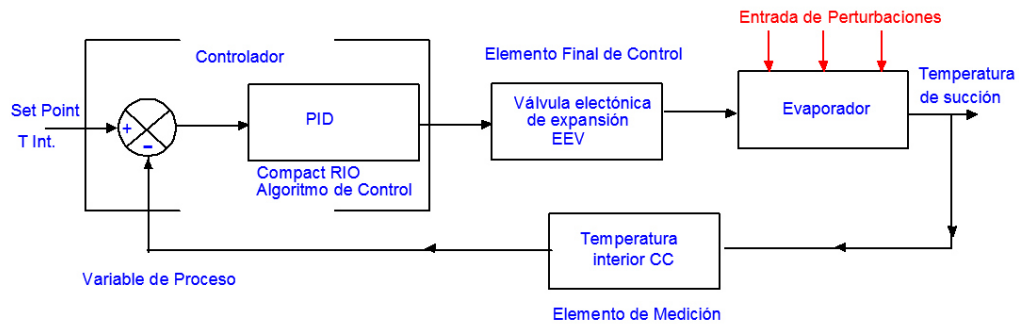 Entrada de Perturbaciones
Controlador
Elemento Final de Control
Temperatura
de succión
Set Point
T Int.
+
-
PID
Compact RIO
Algoritmo de Control
Válvula electónica
de expansión
EEV
Evaporador
Temperatura
interior CC
Variable de Proceso
Elemento de Medición